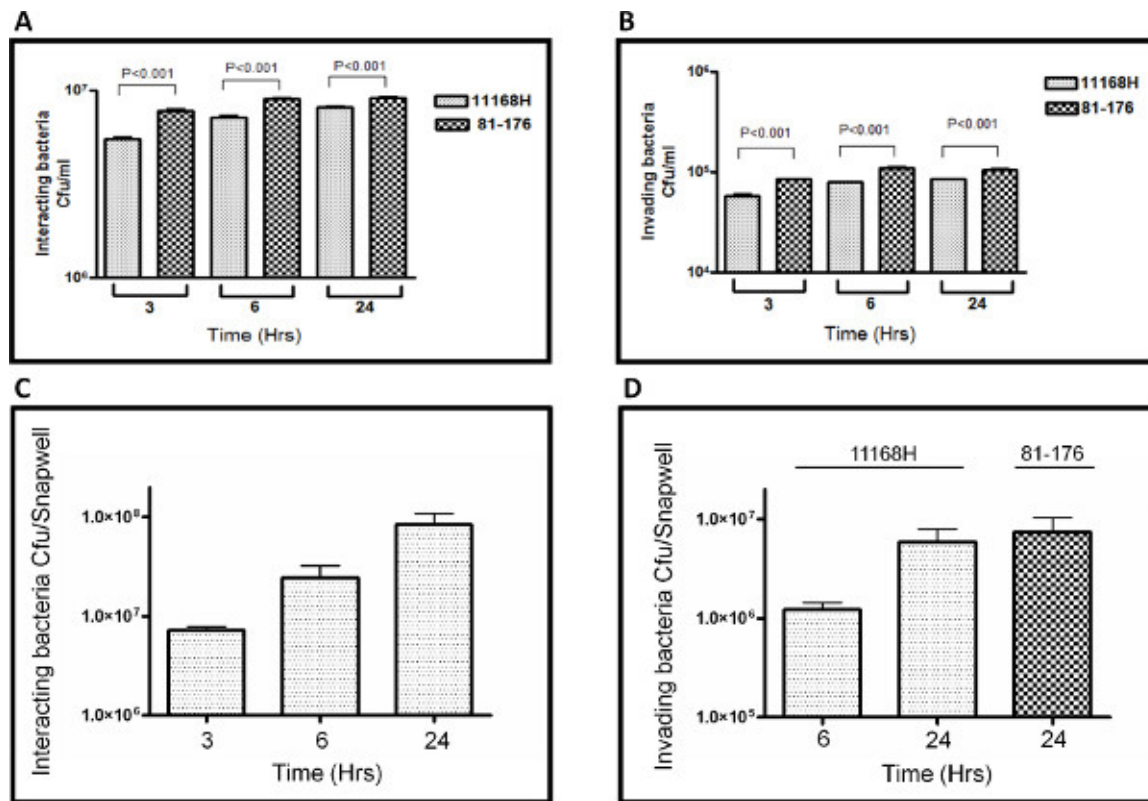 A
P<0.001 P<0.001 P<0.001
10⁷
10⁶
Interacting bacteria
Cfu/ml
11168H
81-176
3 6 24
Time (Hrs)
B
10⁶
10⁵
10⁴
Invading bacteria
Cfu/ml
P<0.001 P<0.001 P<0.001
11168H
81-176
3 6 24
Time (Hrs)
C
Interacting bacteria Cfu/Snapwell
1.0×10⁸
1.0×10⁷
1.0×10⁶
3 6 24
Time (Hrs)
D
Invading bacteria Cfu/Snapwell
11168H 81-176
1.0×10⁷
1.0×10⁶
1.0×10⁵
6 24 24
Time (Hrs)